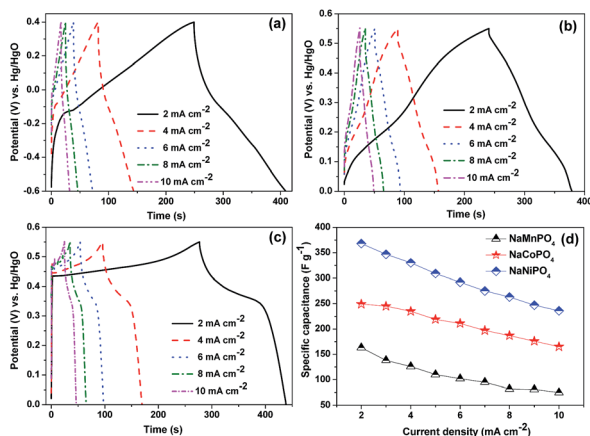 (a)
Potential (V) vs. Hg/HgO
0.4
0.2
0.0
-0.2
-0.4
-0.6
2 mA cm-2
4 mA cm-2
6 mA cm-2
8 mA cm-2
10 mA cm-2
0 100 200 300 400
Time (s)
(b)
Potential (V) vs. Hg/HgO
0.6
0.5
0.4
0.3
0.2
0.1
0.0
2 mA cm-2
4 mA cm-2
6 mA cm-2
8 mA cm-2
10 mA cm-2
0 100 200 300 400
Time (s)
(c)
Potential (V) vs. Hg/HgO
0.6
0.5
0.4
0.3
0.2
0.1
0.0
2 mA cm-2
4 mA cm-2
6 mA cm-2
8 mA cm-2
10 mA cm-2
0 100 200 300 400
Time (s)
(d)
Specific capacitance (F g-1)
400
350
300
250
200
150
100
50
NaMnPO4
NaCoPO4
NaNiPO4
2 4 6 8 10
Current density (mA cm-2)